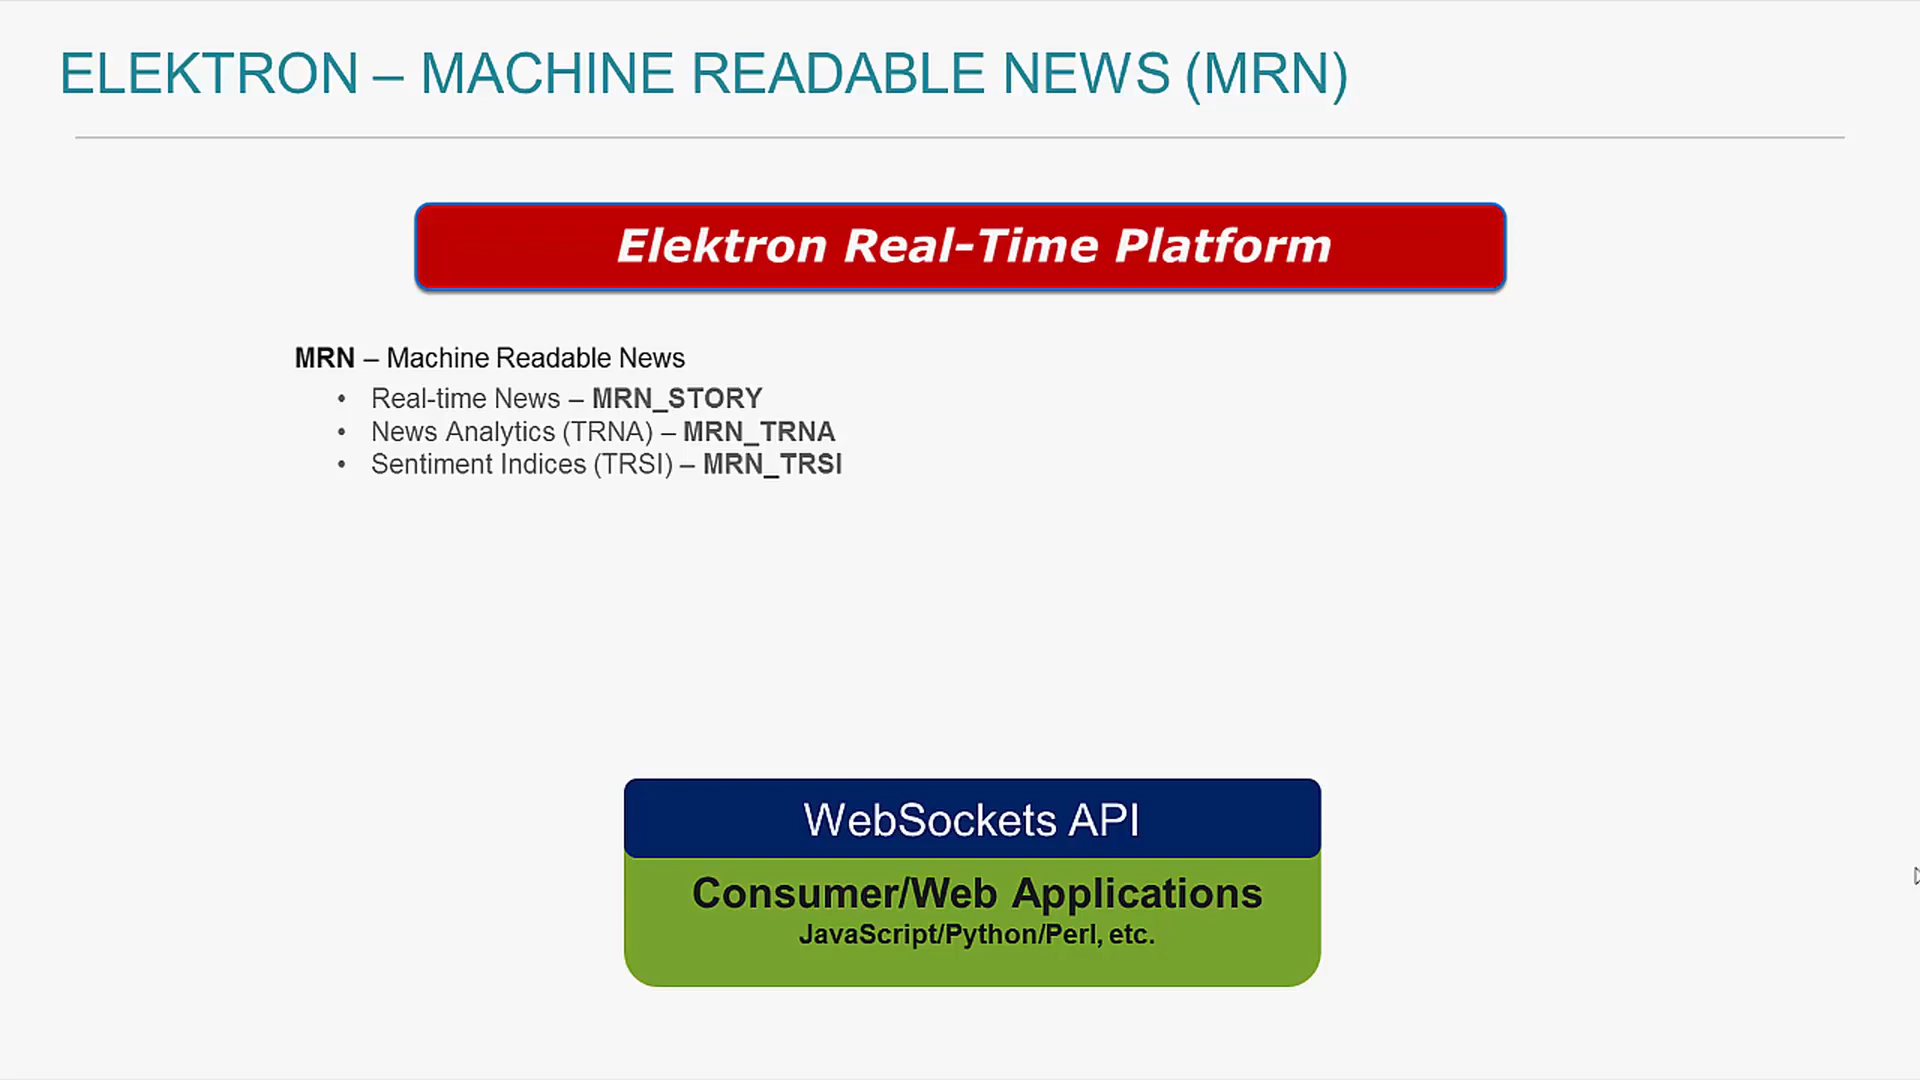 ELEKTRON – MACHINE READABLE NEWS (MRN)
Elektron Real-Time Platform
MRN – Machine Readable News
• Real-time News – MRN_STORY
• News Analytics (TRNA) – MRN_TRNA
• Sentiment Indices (TRSI) – MRN_TRSI
WebSockets API
Consumer/Web Applications
JavaScript/Python/Perl, etc.